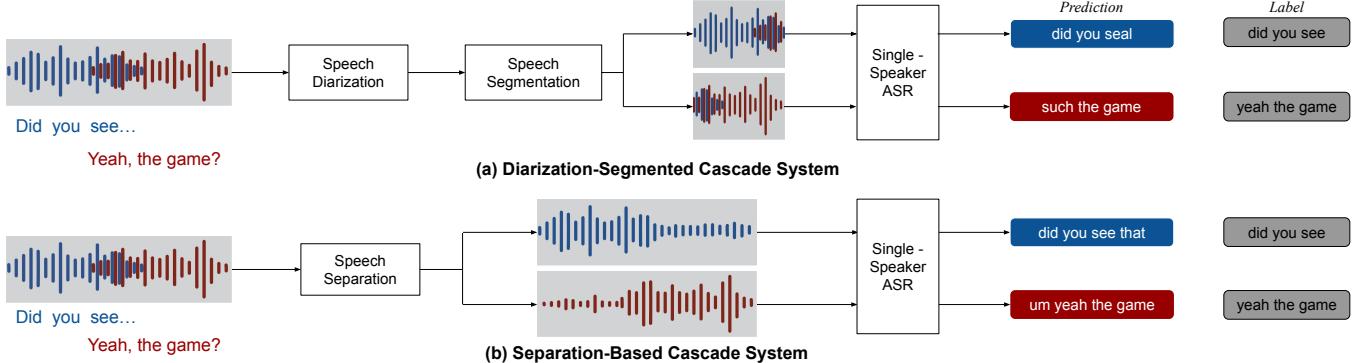 Prediction
Label
did you seal
did you see
Speech
Diarization
Speech
Segmentation
Single -
Speaker
ASR
such the game
yeah the game
Did you see…
Yeah, the game?
(a) Diarization-Segmented Cascade System
did you see that
did you see
Speech
Separation
Single -
Speaker
ASR
um yeah the game
yeah the game
Did you see…
Yeah, the game?
(b) Separation-Based Cascade System